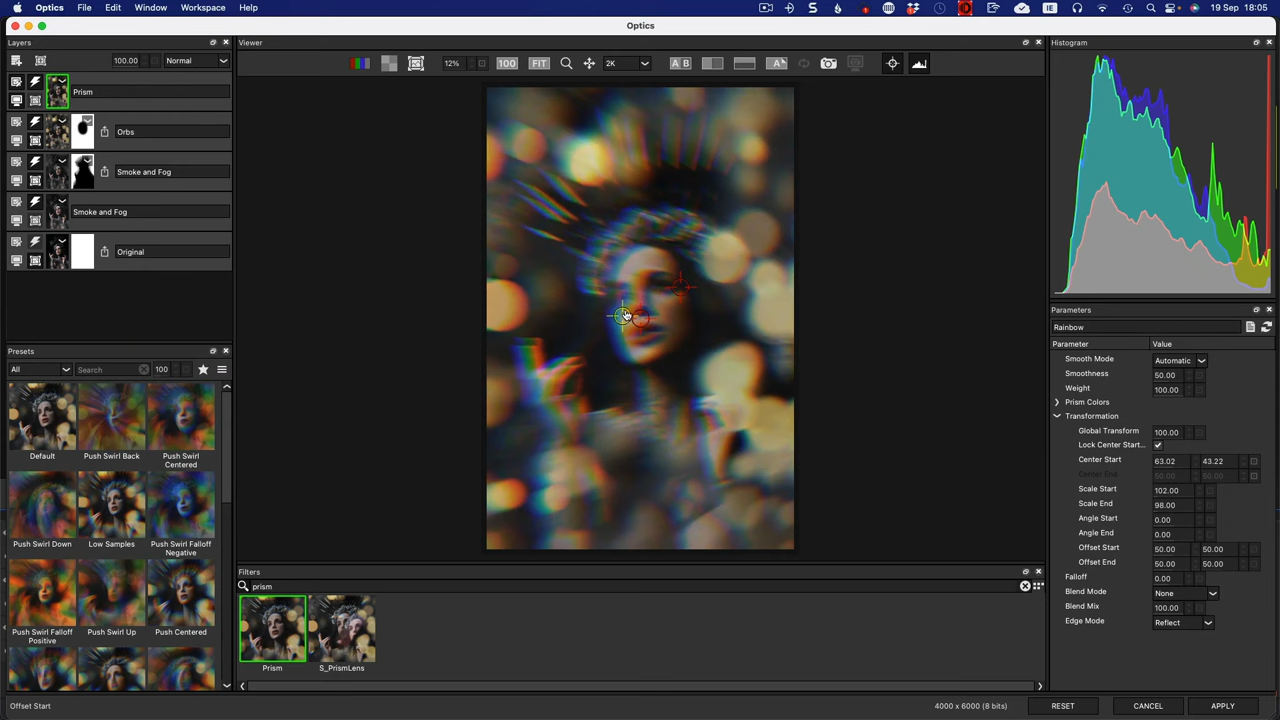 Optics File Edit Window Workspace Help IE 19 Sep 18:05
Optics
Layers
100.00 Normal
Prism
Orbs
Smoke and Fog
Smoke and Fog
Original
Presets
All Search 100
Default Push Swirl Back Push Swirl Centered
Push Swirl Down Low Samples Push Swirl Falloff Negative
Push Swirl Falloff Positive Push Swirl Up Push Centered
Viewer
12% 100 FIT 2K A B A
Filters
prism
Prism S_PrismLens
Histogram
Parameters
Rainbow
Parameter Value
Smooth Mode Automatic
Smoothness 50.00
Weight 100.00
Prism Colors
Transformation
Global Transform 100.00
Lock Center Start...
Center Start 63.02 43.22
Center End 50.00 50.00
Scale Start 102.00
Scale End 98.00
Angle Start 0.00
Angle End 0.00
Offset Start 50.00 50.00
Offset End 50.00 50.00
Falloff 0.00
Blend Mode None
Blend Mix 100.00
Edge Mode Reflect
Offset Start 4000 x 6000 (8 bits) RESET CANCEL APPLY